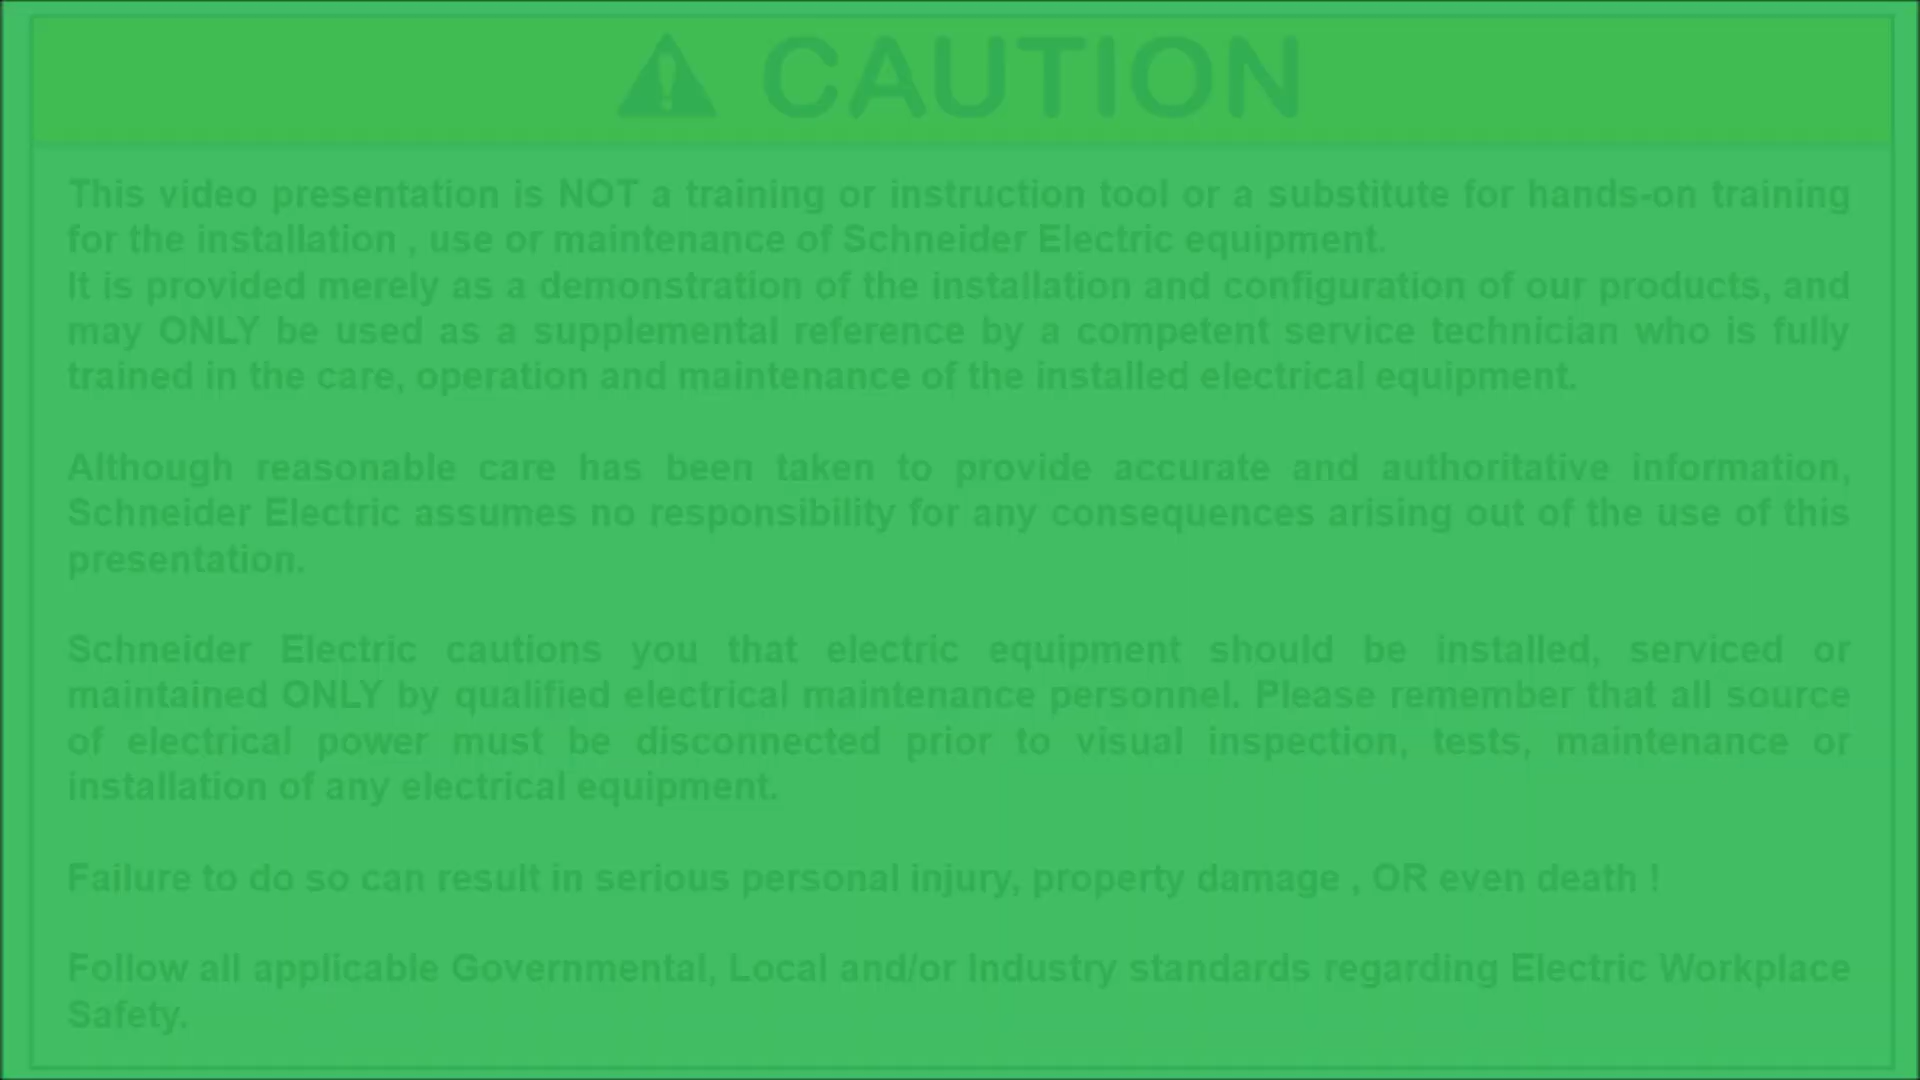 CAUTION
This video presentation is NOT a training or instruction tool or a substitute for hands-on training
for the installation , use or maintenance of Schneider Electric equipment.
It is provided merely as a demonstration of the installation and configuration of our products, and
may ONLY be used as a supplemental reference by a competent service technician who is fully
trained in the care, operation and maintenance of the installed electrical equipment.
Although reasonable care has been taken to provide accurate and authoritative information,
Schneider Electric assumes no responsibility for any consequences arising out of the use of this
presentation.
Schneider Electric cautions you that electric equipment should be installed, serviced or
maintained ONLY by qualified electrical maintenance personnel. Please remember that all source
of electrical power must be disconnected prior to visual inspection, tests, maintenance or
installation of any electrical equipment.
Failure to do so can result in serious personal injury, property damage , OR even death !
Follow all applicable Governmental, Local and/or Industry standards regarding Electric Workplace
Safety.